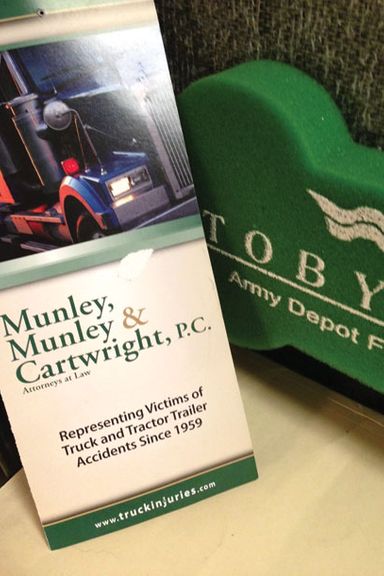 Munley,
Munley &
Cartwright, P.C.
Attorneys at Law
Representing Victims of
Truck and Tractor Trailer
Accidents Since 1959
www.truckinjuries.com
TOBY
Army Depot F